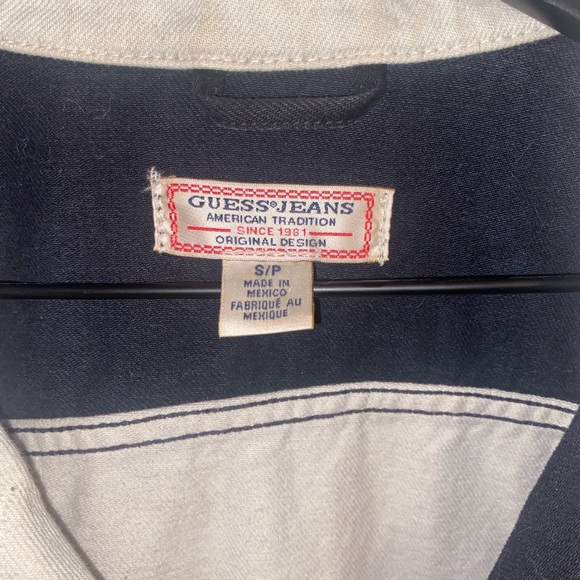 GUESS®JEANS
AMERICAN TRADITION
SINCE 1981
ORIGINAL DESIGN
S/P
MADE IN
MEXICO
FABRIQUÉ AU
MEXIQUE